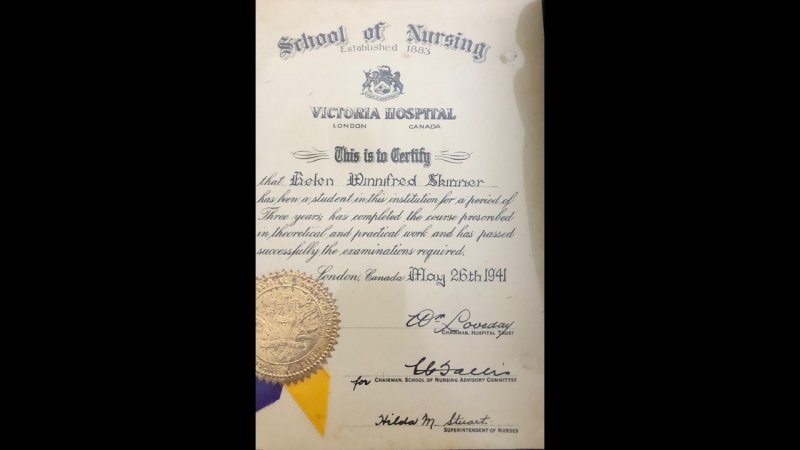 School of Nursing
Established 1883
VICTORIA HOSPITAL
LONDON CANADA
This is to Certify
that Helen Winnifred Skinner
has been a student in this institution for a period of
Three years, has completed the course prescribed
in theoretical and practical work and has passed
successfully the examinations required.
London, Canada May 26th 1941
Loveday
CHAIRMAN, HOSPITAL TRUST
for CHAIRMAN, SCHOOL OF NURSING ADVISORY COMMITTEE
Hilda M. Stuart.
SUPERINTENDENT OF NURSES